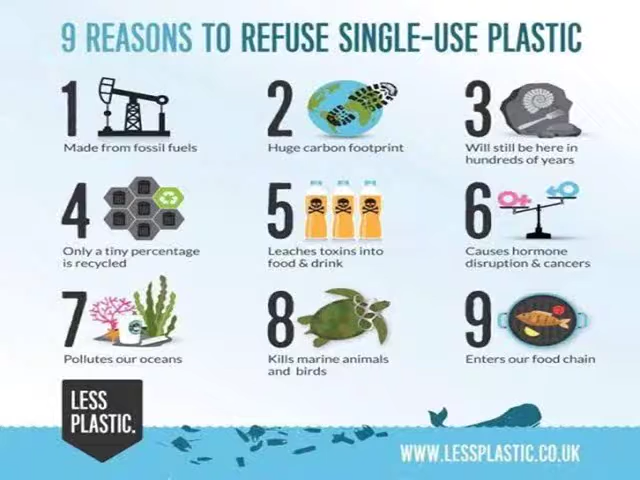 9 REASONS TO REFUSE SINGLE-USE PLASTIC
1
Made from fossil fuels
2
Huge carbon footprint
3
Will still be here in
hundreds of years
4
Only a tiny percentage
is recycled
5
Leaches toxins into
food & drink
6
Causes hormone
disruption & cancers
7
Pollutes our oceans
8
Kills marine animals
and birds
9
Enters our food chain
LESS
PLASTIC.
WWW.LESSPLASTIC.CO.UK